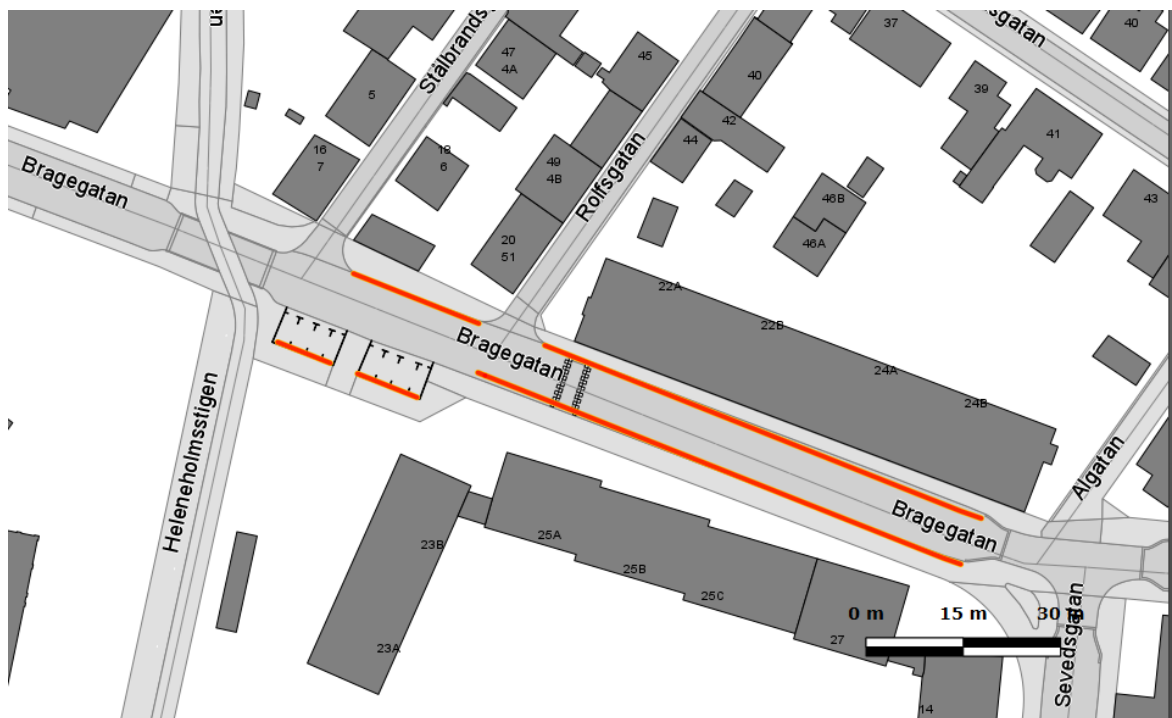 en
Stålbrandsg
gatan
40
37
47
4A
45
40
5
39
42
41
44
16
7
18
6
49
4B
Rolfsgatan
Bragegatan
46B
43
20
51
46A
22A
22B
Bragegatan
24A
24B
Algatan
Heleneholmsstigen
Bragegatan
25A
23B
25B
25C
Sevedsgatan
0 m 15 m 30 m
27
23A
14